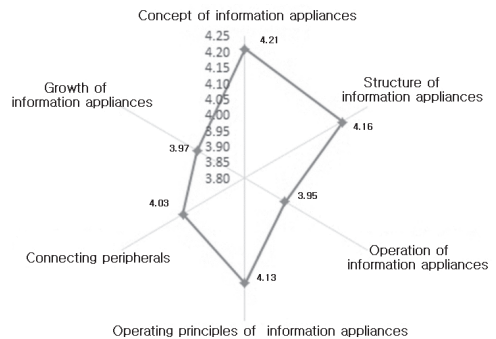 Concept of information appliances
4.25
4.20
4.15
4.10
4.05
4.00
3.95
3.90
3.85
3.80
4.21
Structure of
information appliances
4.16
3.95
Operation of
information appliances
4.13
Operating principles of information appliances
4.03
Connecting peripherals
3.97
Growth of
information appliances